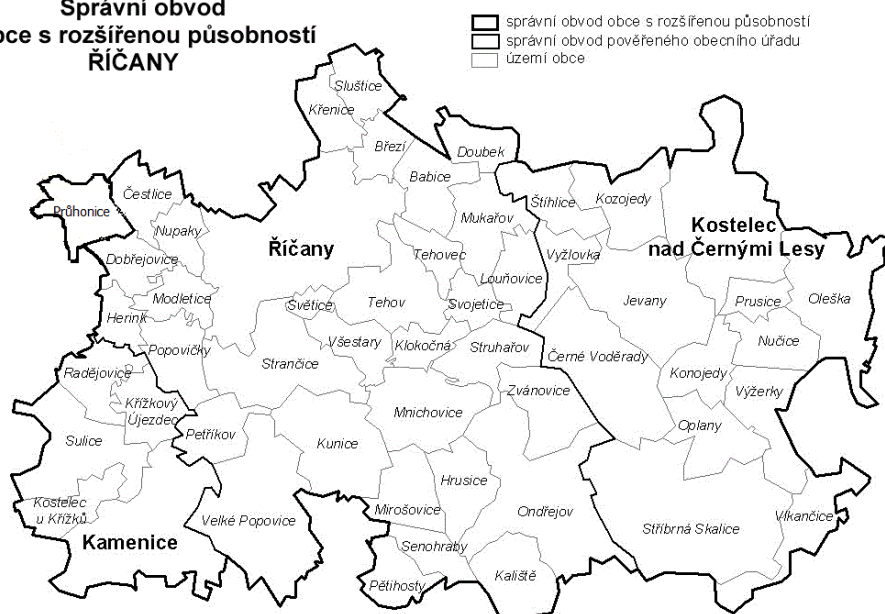 Správní obvod
obce s rozšířenou působností
ŘÍČANY
správní obvod obce s rozšířenou působností
správní obvod pověřeného obecního úřadu
území obce
Sluštice
Křenice
Březí
Doubek
Babice
Čestlice
Průhonice
Mukařov
Štíhlice
Kozojedy
Nupaky
Říčany
Kostelec
nad Černými Lesy
Dobřejovice
Tehovec
Vyžlovka
Louňovice
Modletice
Herink
Světice
Tehov
Svojetice
Jevany
Prusice
Oleška
Popovičky
Všestary
Klokočná
Struhařov
Nučice
Strančice
Černé Voděrady
Radějovice
Konojedy
Výžerky
Křížkový
Újezdec
Zvánovice
Mnichovice
Oplany
Sulice
Petříkov
Kunice
Hrusice
Kostelec
u Křížků
Velké Popovice
Mirošovice
Ondřejov
Stříbrná Skalice
Vlkančice
Kamenice
Senohraby
Kaliště
Pětihosty